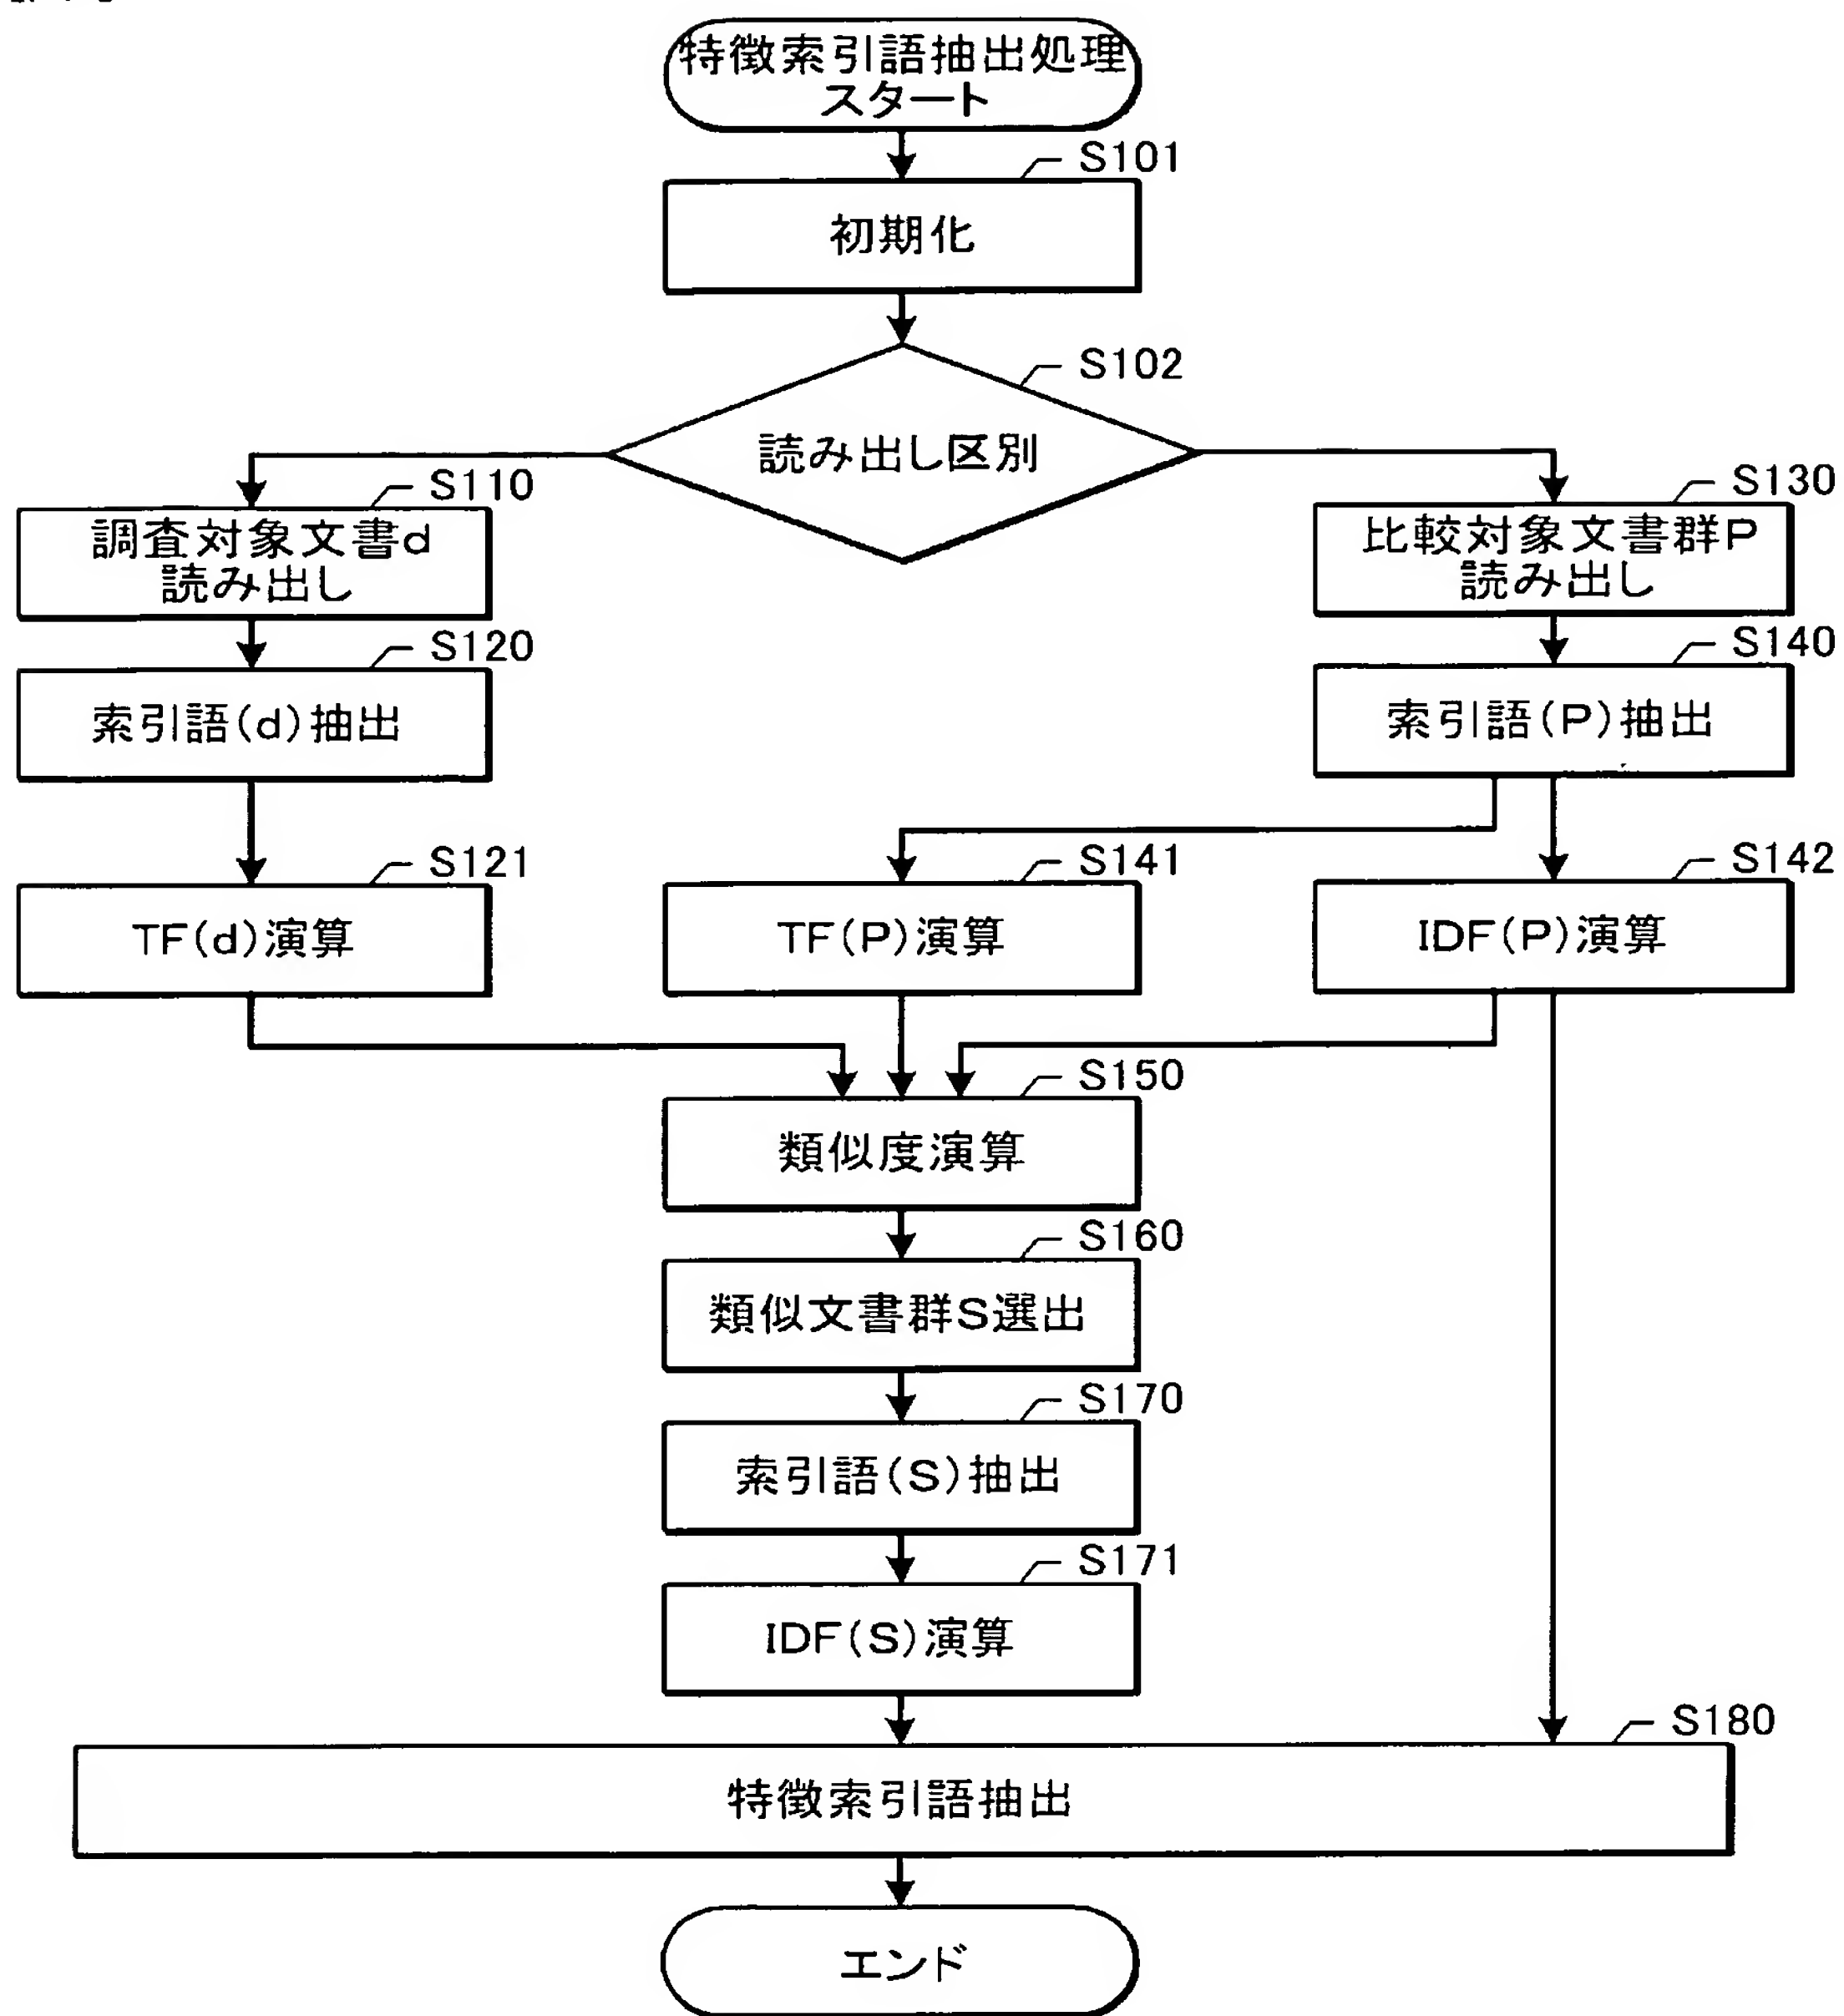 特徴索引語抽出処理
スタート
S101
初期化
S102
読み出し区別
S110
調査対象文書d
読み出し
S130
比較対象文書群P
読み出し
S120
索引語(d)抽出
S140
索引語(P)抽出
S121
TF(d)演算
S141
TF(P)演算
S142
IDF(P)演算
S150
類似度演算
S160
類似文書群S選出
S170
索引語(S)抽出
S171
IDF(S)演算
S180
特徴索引語抽出
エンド